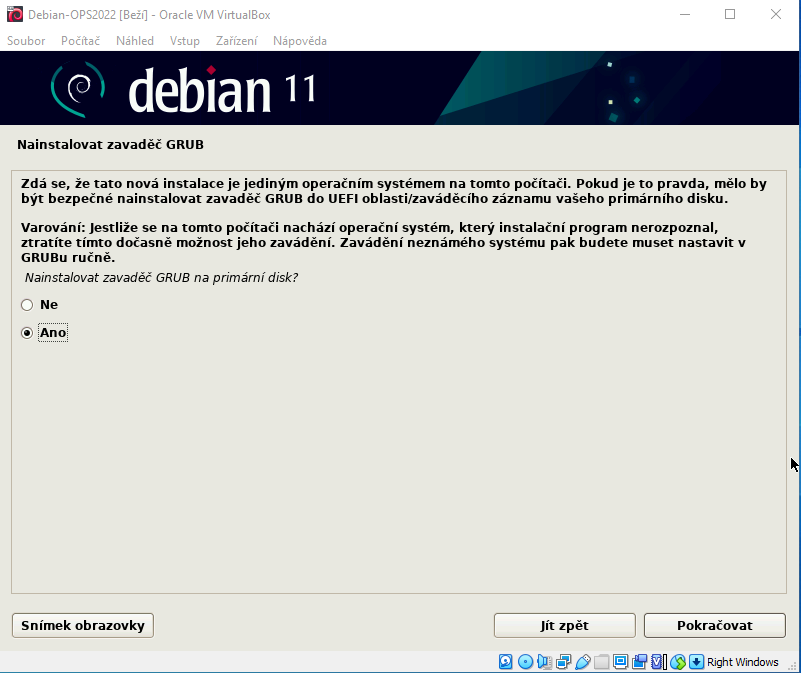 Debian-OPS2022 [Beží] - Oracle VM VirtualBox
Soubor Počítač Náhled Vstup Zařízení Nápověda
debian 11
Nainstalovat zavaděč GRUB
Zdá se, že tato nová instalace je jediným operačním systémem na tomto počítači. Pokud je to pravda, mělo by
být bezpečné nainstalovat zavaděč GRUB do UEFI oblasti/zaváděcího záznamu vašeho primárního disku.
Varování: Jestliže se na tomto počítači nachází operační systém, který instalační program nerozpoznal,
ztratíte tímto dočasně možnost jeho zavádění. Zavádění neznámého systému pak budete muset nastavit v
GRUBu ručně.
Nainstalovat zavaděč GRUB na primární disk?
Ne
Ano
Snímek obrazovky Jít zpět Pokračovat
Right Windows